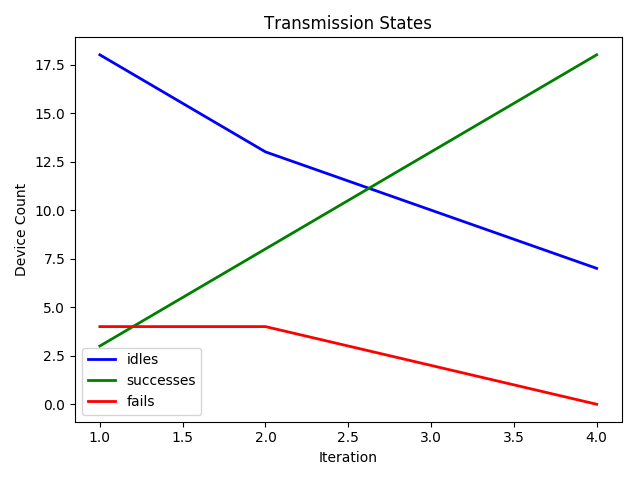 Transmission States
Device Count
17.5
15.0
12.5
10.0
7.5
5.0
2.5
0.0
idles
successes
fails
1.0 1.5 2.0 2.5 3.0 3.5 4.0
Iteration